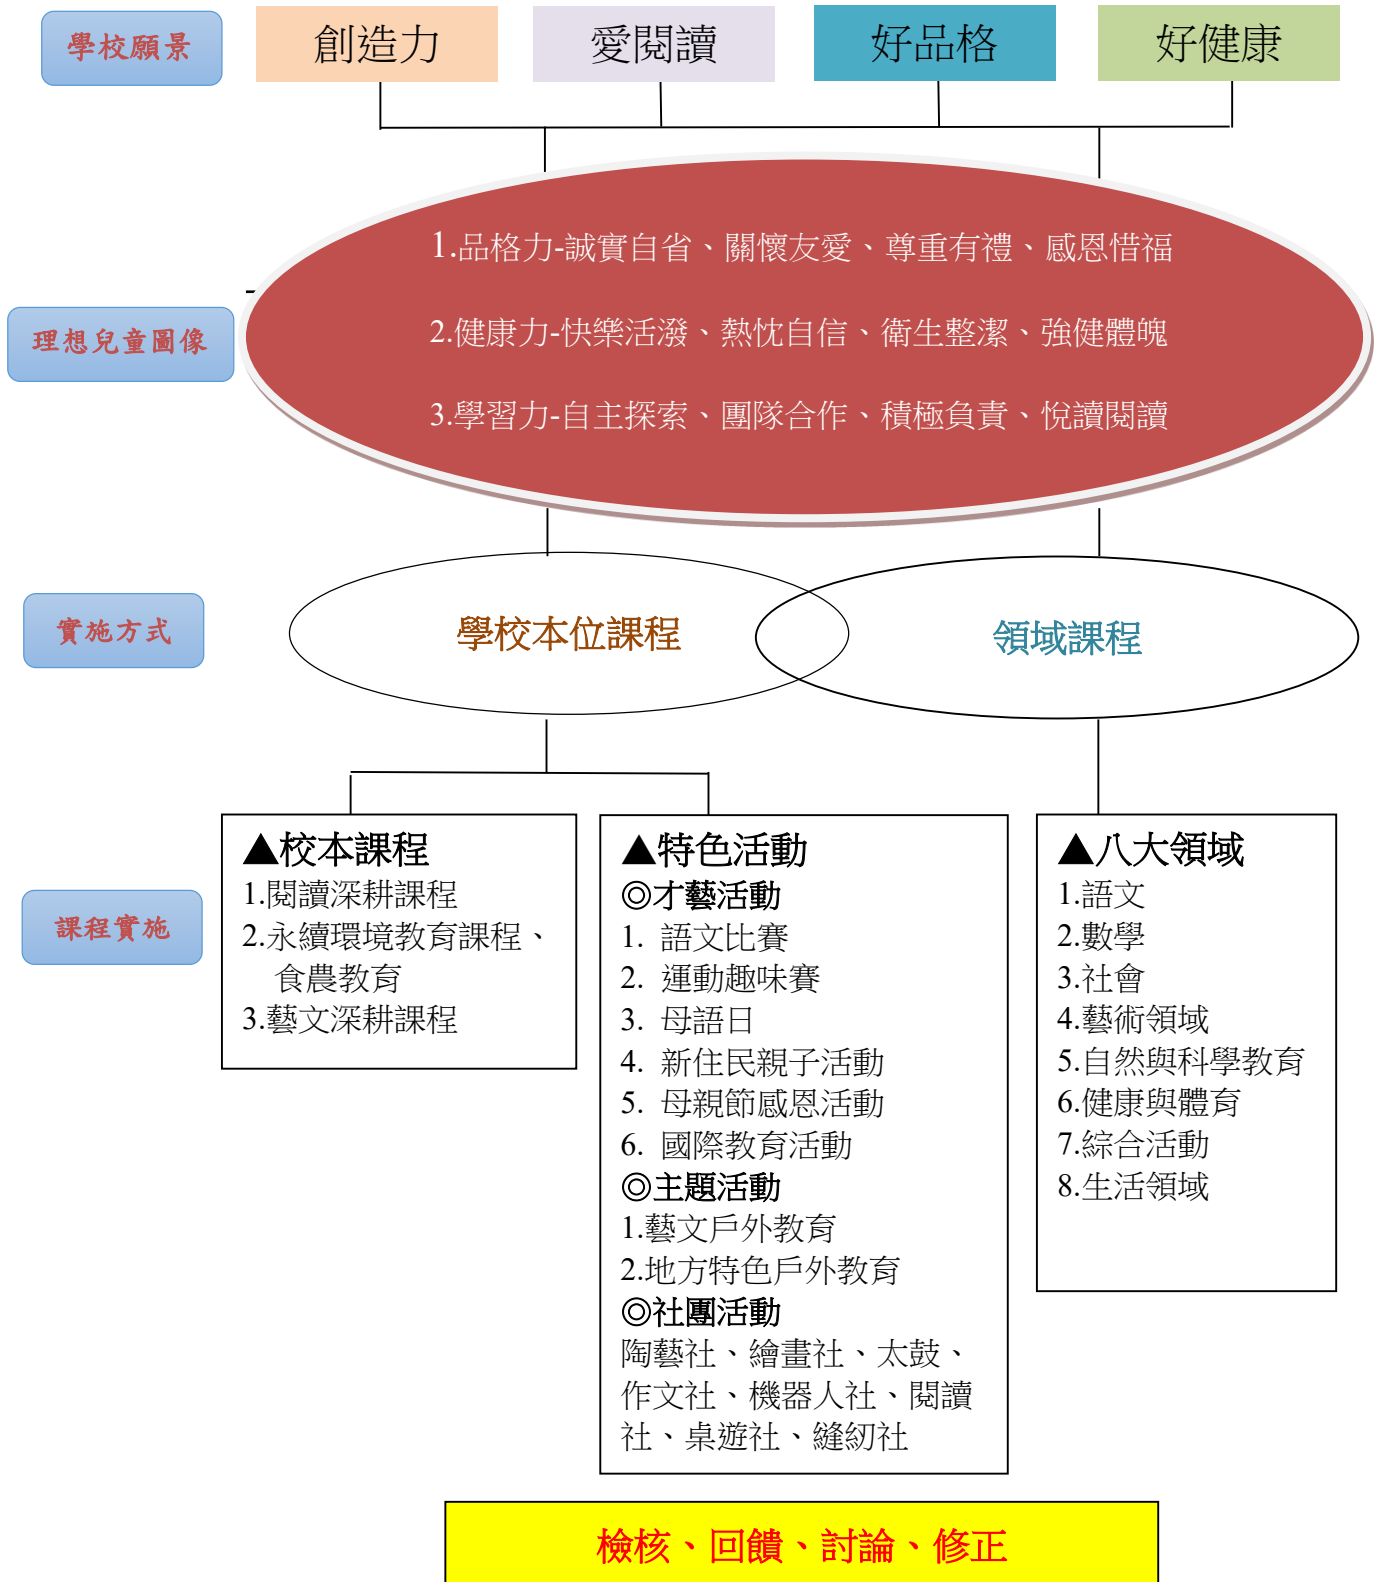 學校願景
創造力
愛閱讀
好品格
好健康
理想兒童圖像
1.品格力-誠實自省、關懷友愛、尊重有禮、感恩惜福
2.健康力-快樂活潑、熱忱自信、衛生整潔、強健體魄
3.學習力-自主探索、團隊合作、積極負責、悅讀閱讀
實施方式
學校本位課程
領域課程
課程實施
▲校本課程
1.閱讀深耕課程
2.永續環境教育課程、
食農教育
3.藝文深耕課程
▲特色活動
◎才藝活動
1. 語文比賽
2. 運動趣味賽
3. 母語日
4. 新住民親子活動
5. 母親節感恩活動
6. 國際教育活動
◎主題活動
1.藝文戶外教育
2.地方特色戶外教育
◎社團活動
陶藝社、繪畫社、太鼓、
作文社、機器人社、閱讀
社、桌遊社、縫紉社
▲八大領域
1.語文
2.數學
3.社會
4.藝術領域
5.自然與科學教育
6.健康與體育
7.綜合活動
8.生活領域
檢核、回饋、討論、修正